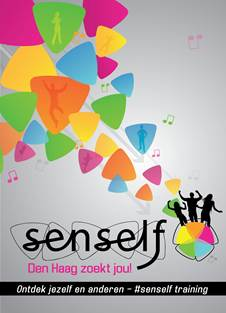 senself
Den Haag zoekt jou!
Ontdek jezelf en anderen - #senself training